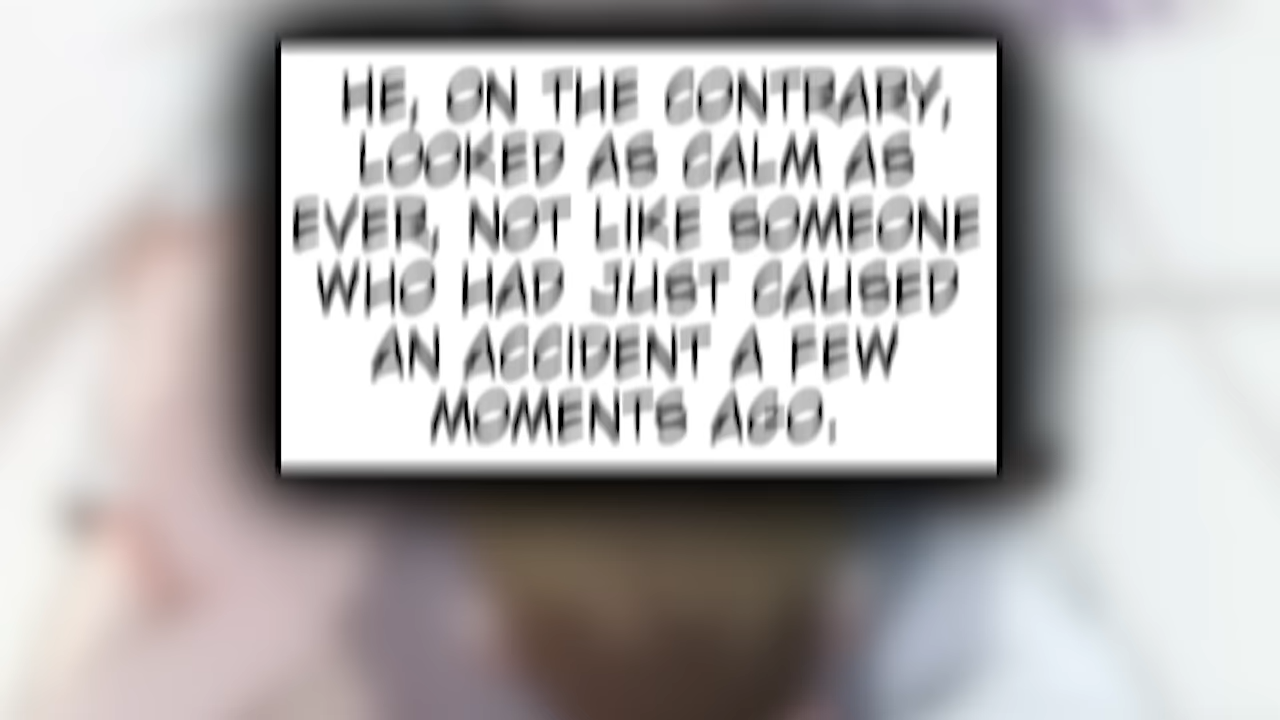 HE, ON THE CONTRARY,
LOOKED AS CALM AS
EVER, NOT LIKE SOMEONE
WHO HAD JUST CAUSED
AN ACCIDENT A FEW
MOMENTS AGO.